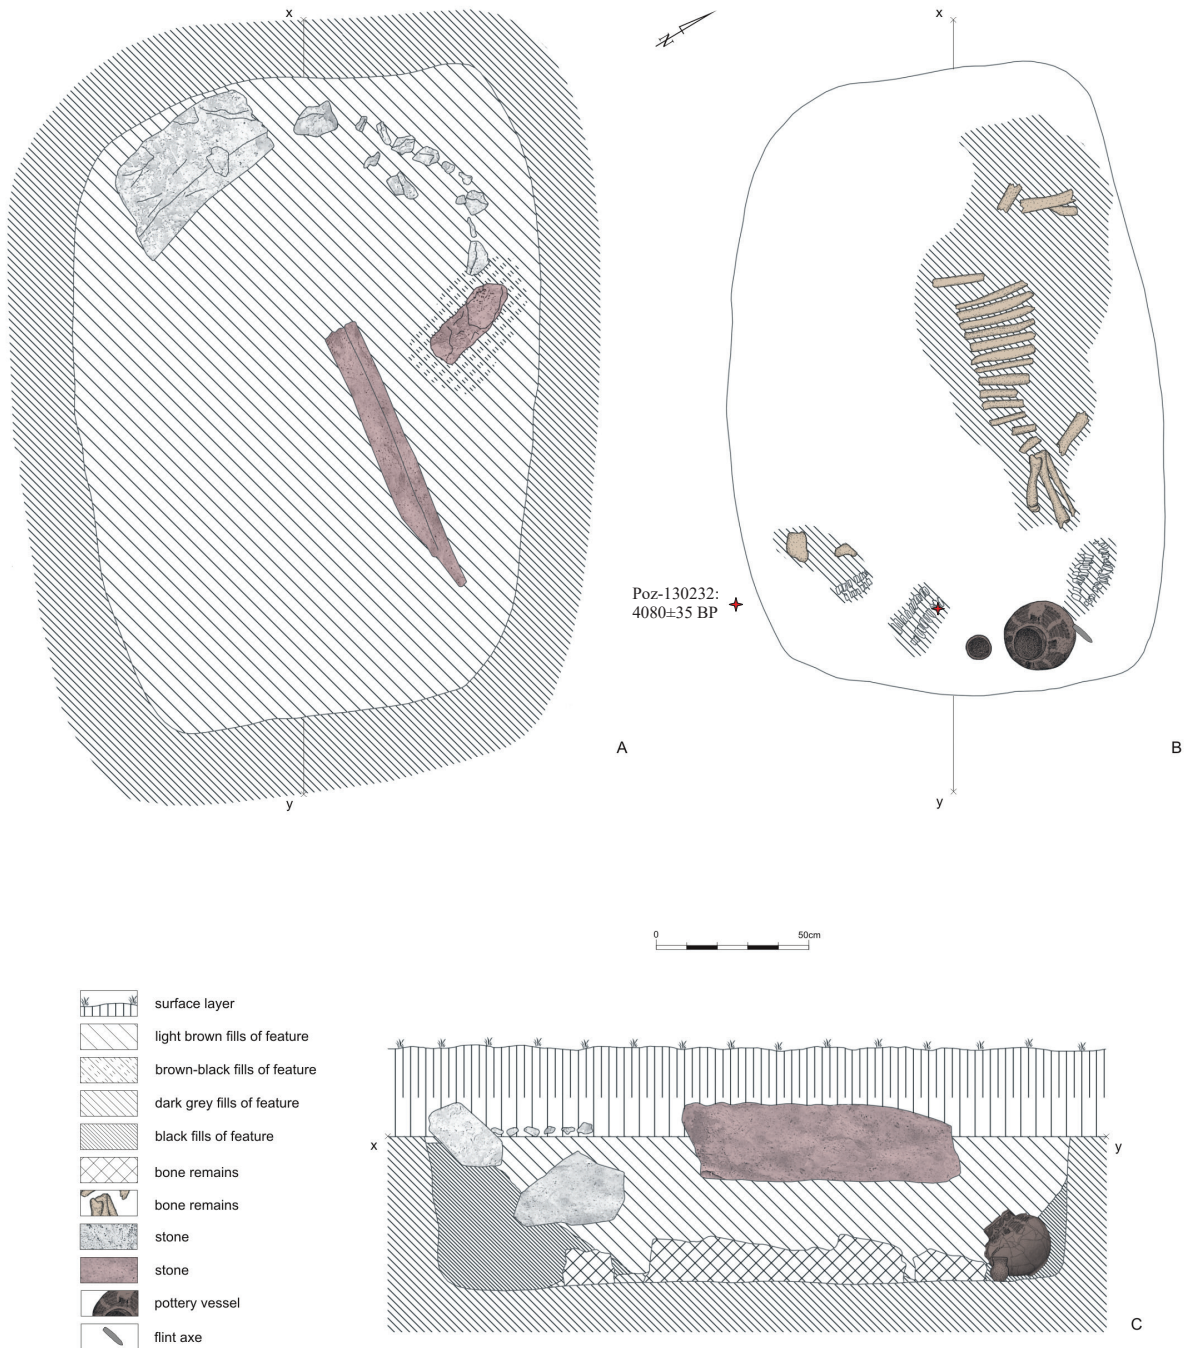 x
x
N
Poz-130232:
4080±35 BP
A
B
y
y
0 50cm
surface layer
light brown fills of feature
brown-black fills of feature
dark grey fills of feature
black fills of feature
x
y
bone remains
bone remains
stone
stone
pottery vessel
C
flint axe